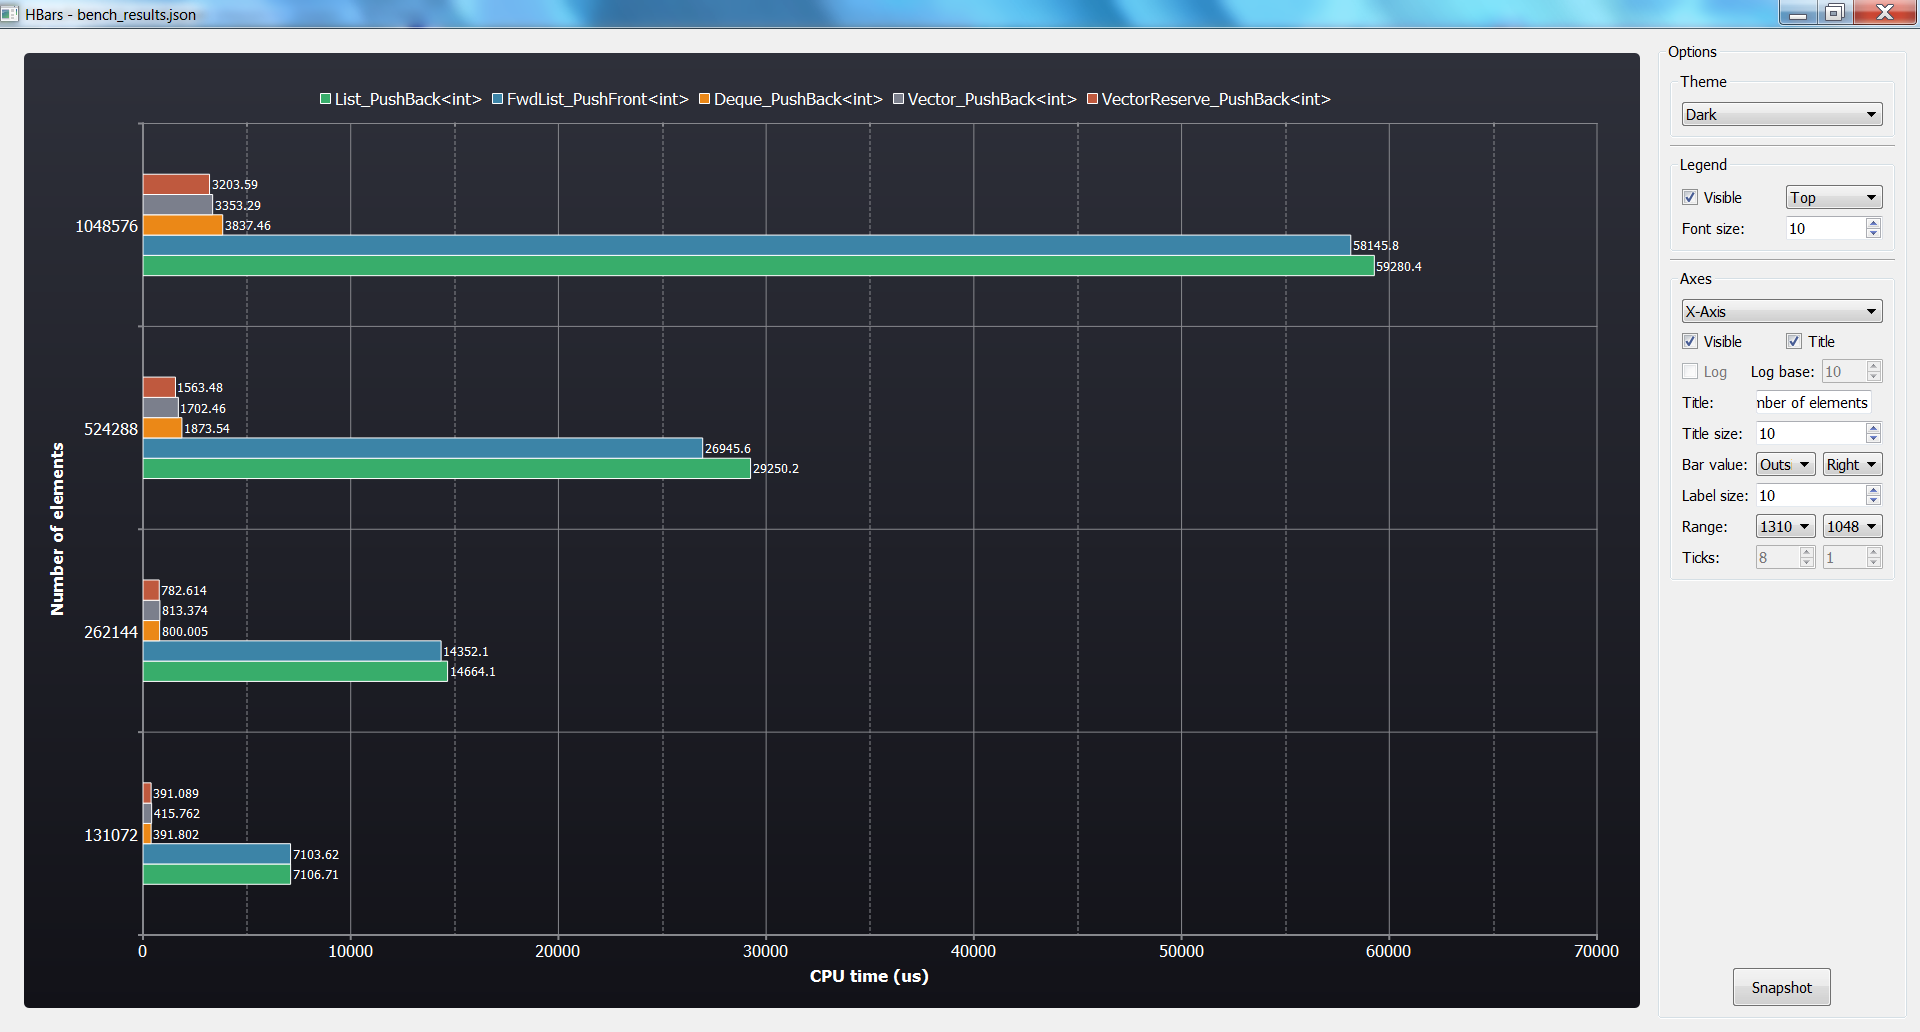 HBars - bench_results.json
List_PushBack<int> FwdList_PushFront<int> Deque_PushBack<int> Vector_PushBack<int> VectorReserve_PushBack<int>
Number of elements
1048576
3203.59
3353.29
3837.46
58145.8
59280.4
524288
1563.48
1702.46
1873.54
26945.6
29250.2
262144
782.614
813.374
800.005
14352.1
14664.1
131072
391.089
415.762
391.802
7103.62
7106.71
0 10000 20000 30000 40000 50000 60000 70000
CPU time (us)
Options
Theme
Dark
Legend
Visible Top
Font size: 10
Axes
X-Axis
Visible Title
Log Log base: 10
Title: mber of elements
Title size: 10
Bar value: Outs Right
Label size: 10
Range: 1310 1048
Ticks: 8 1
Snapshot